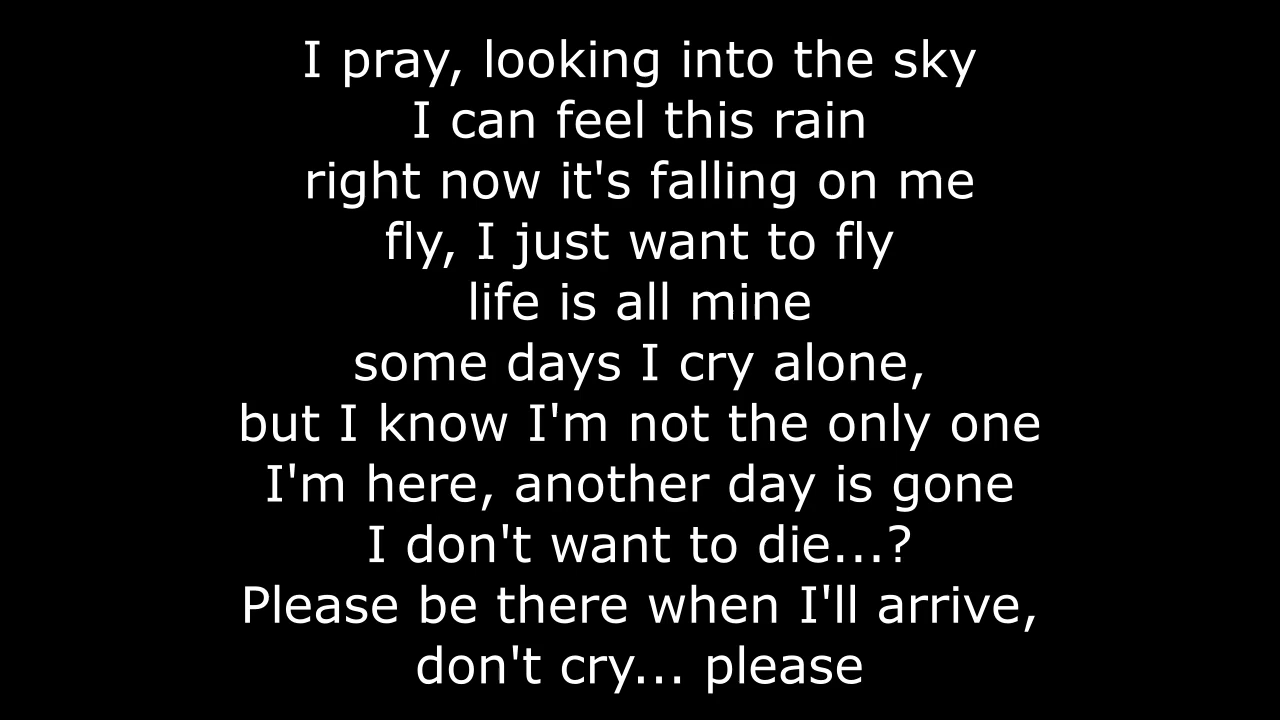 I pray, looking into the sky
I can feel this rain
right now it's falling on me
fly, I just want to fly
life is all mine
some days I cry alone,
but I know I'm not the only one
I'm here, another day is gone
I don't want to die...?
Please be there when I'll arrive,
don't cry... please